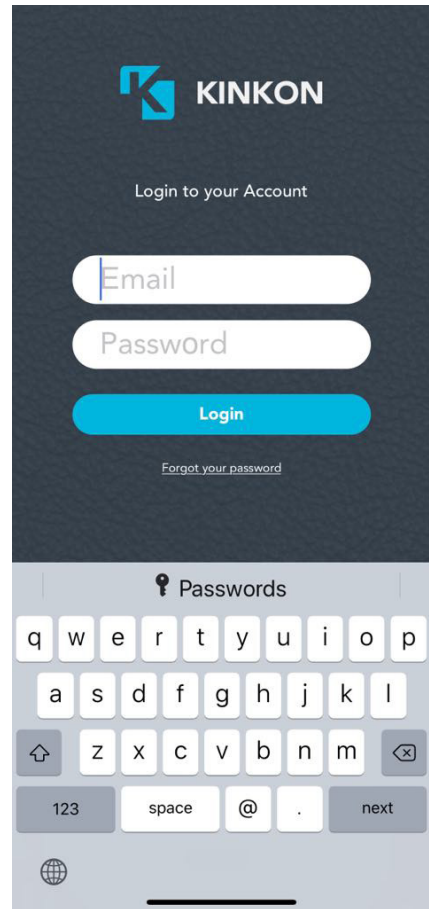 KINKON
Login to your Account
Email
Password
Login
Forgot your password
Passwords
q w e r t y u i o p
a s d f g h j k l
z x c v b n m
123 space @ . next